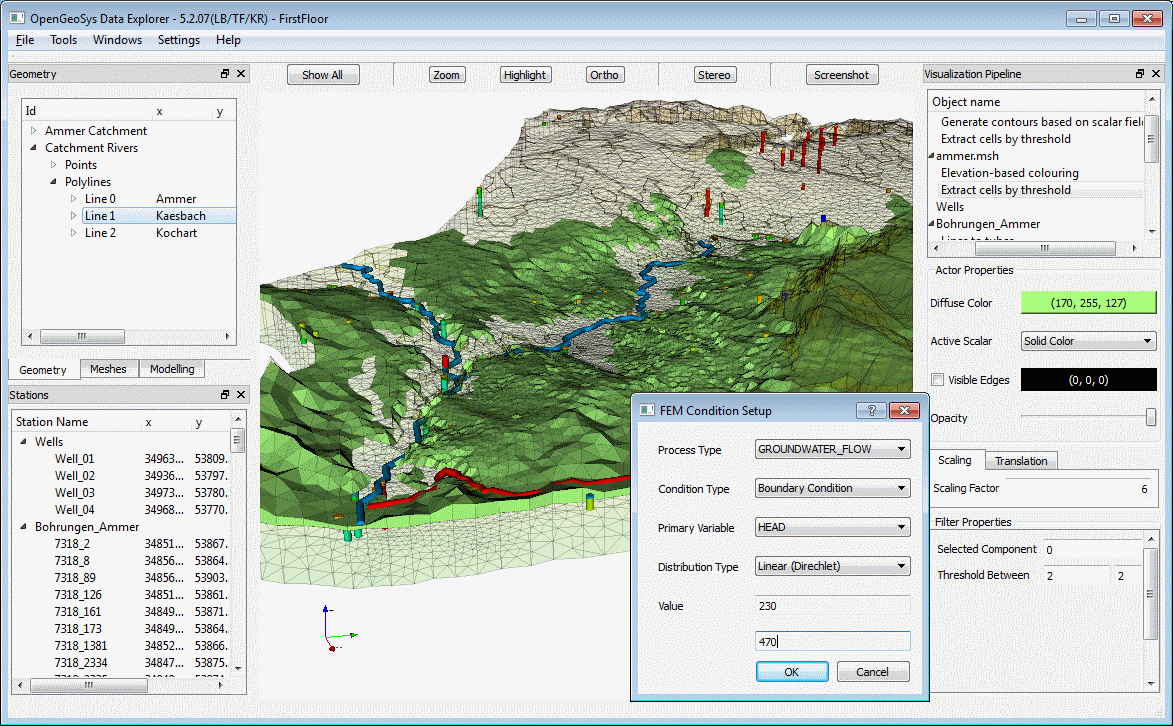 OpenGeoSys Data Explorer - 5.2.07(LB/TF/KR) - FirstFloor
File Tools Windows Settings Help
Geometry
Id x y
Ammer Catchment
Catchment Rivers
Points
Polylines
Line 0 Ammer
Line 1 Kaesbach
Line 2 Kochart
Geometry Meshes Modelling
Stations
Station Name x y
Wells
Well_01 34963... 53809.
Well_02 34936... 53797.
Well_03 34973... 53780.
Well_04 34968... 53770.
Bohrungen_Ammer
7318_2 34851... 53867.
7318_8 34856... 53864.
7318_89 34856... 53903.
7318_126 34851... 53861.
7318_161 34849... 53871.
7318_173 34849... 53864.
7318_1381 34852... 53866.
7318_2334 34847... 53875.
Show All Zoom Highlight Ortho Stereo Screenshot
FEM Condition Setup
?
Process Type GROUNDWATER_FLOW
Condition Type Boundary Condition
Primary Variable HEAD
Distribution Type Linear (Direchlet)
Value 230
470
OK Cancel
Visualization Pipeline
Object name
Generate contours based on scalar field
Extract cells by threshold
ammer.msh
Elevation-based colouring
Extract cells by threshold
Wells
Bohrungen_Ammer
Lines to tubes
Actor Properties
Diffuse Color (170, 255, 127)
Active Scalar Solid Color
Visible Edges (0, 0, 0)
Opacity
Scaling Translation
Scaling Factor 6
Filter Properties
Selected Component 0
Threshold Between 2 2